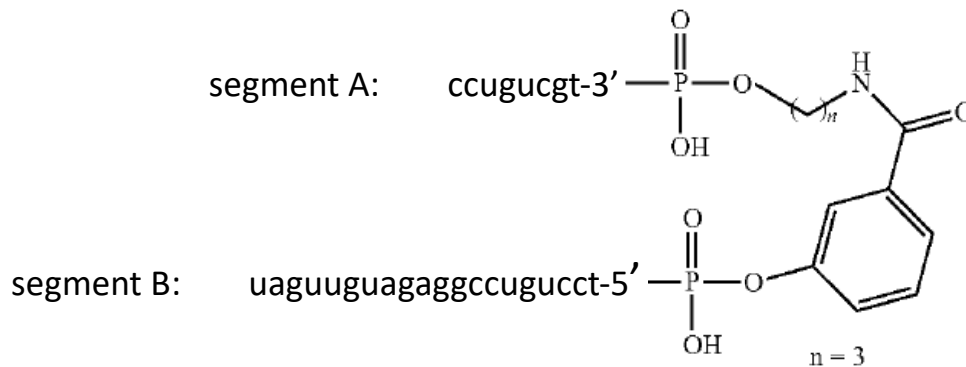 O H
segment A: ccugucgt-3’ P O ( )n N O
OH
O
segment B: uaguuguagaggccugucct-5’ P O
OH
n = 3